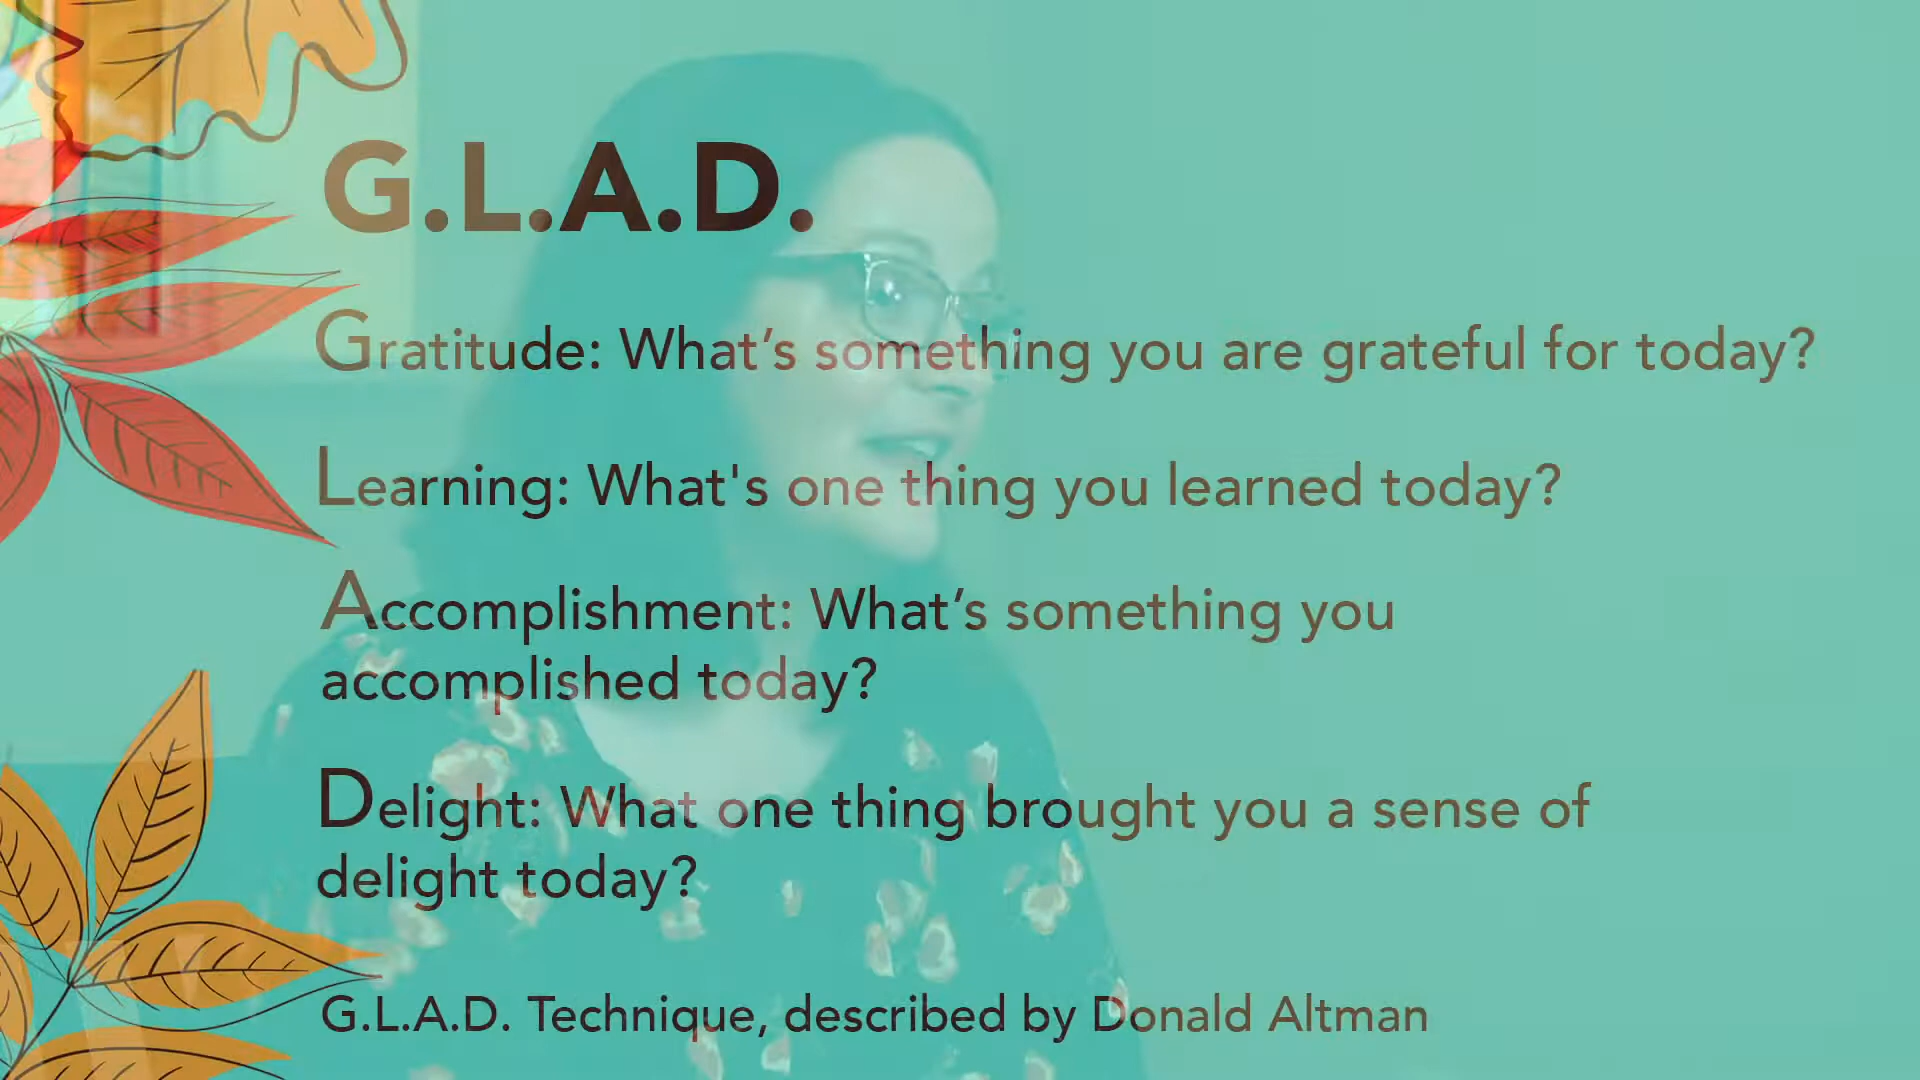 G.L.A.D.
Gratitude: What’s something you are grateful for today?
Learning: What's one thing you learned today?
Accomplishment: What’s something you
accomplished today?
Delight: What one thing brought you a sense of
delight today?
G.L.A.D. Technique, described by Donald Altman